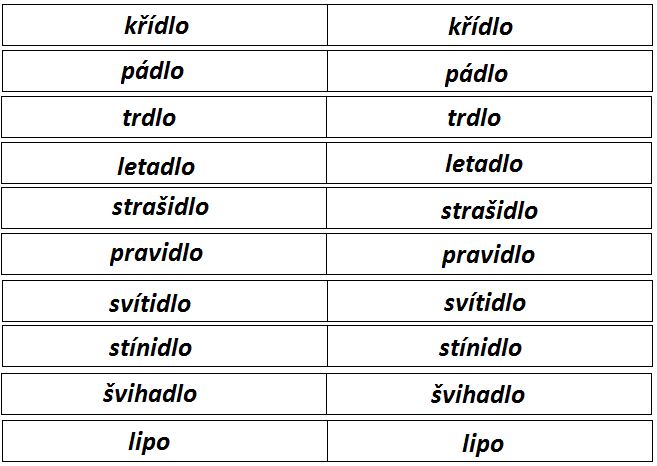 křídlo křídlo
pádlo pádlo
trdlo trdlo
letadlo letadlo
strašidlo strašidlo
pravidlo pravidlo
svítidlo svítidlo
stínidlo stínidlo
švihadlo švihadlo
lipo lipo